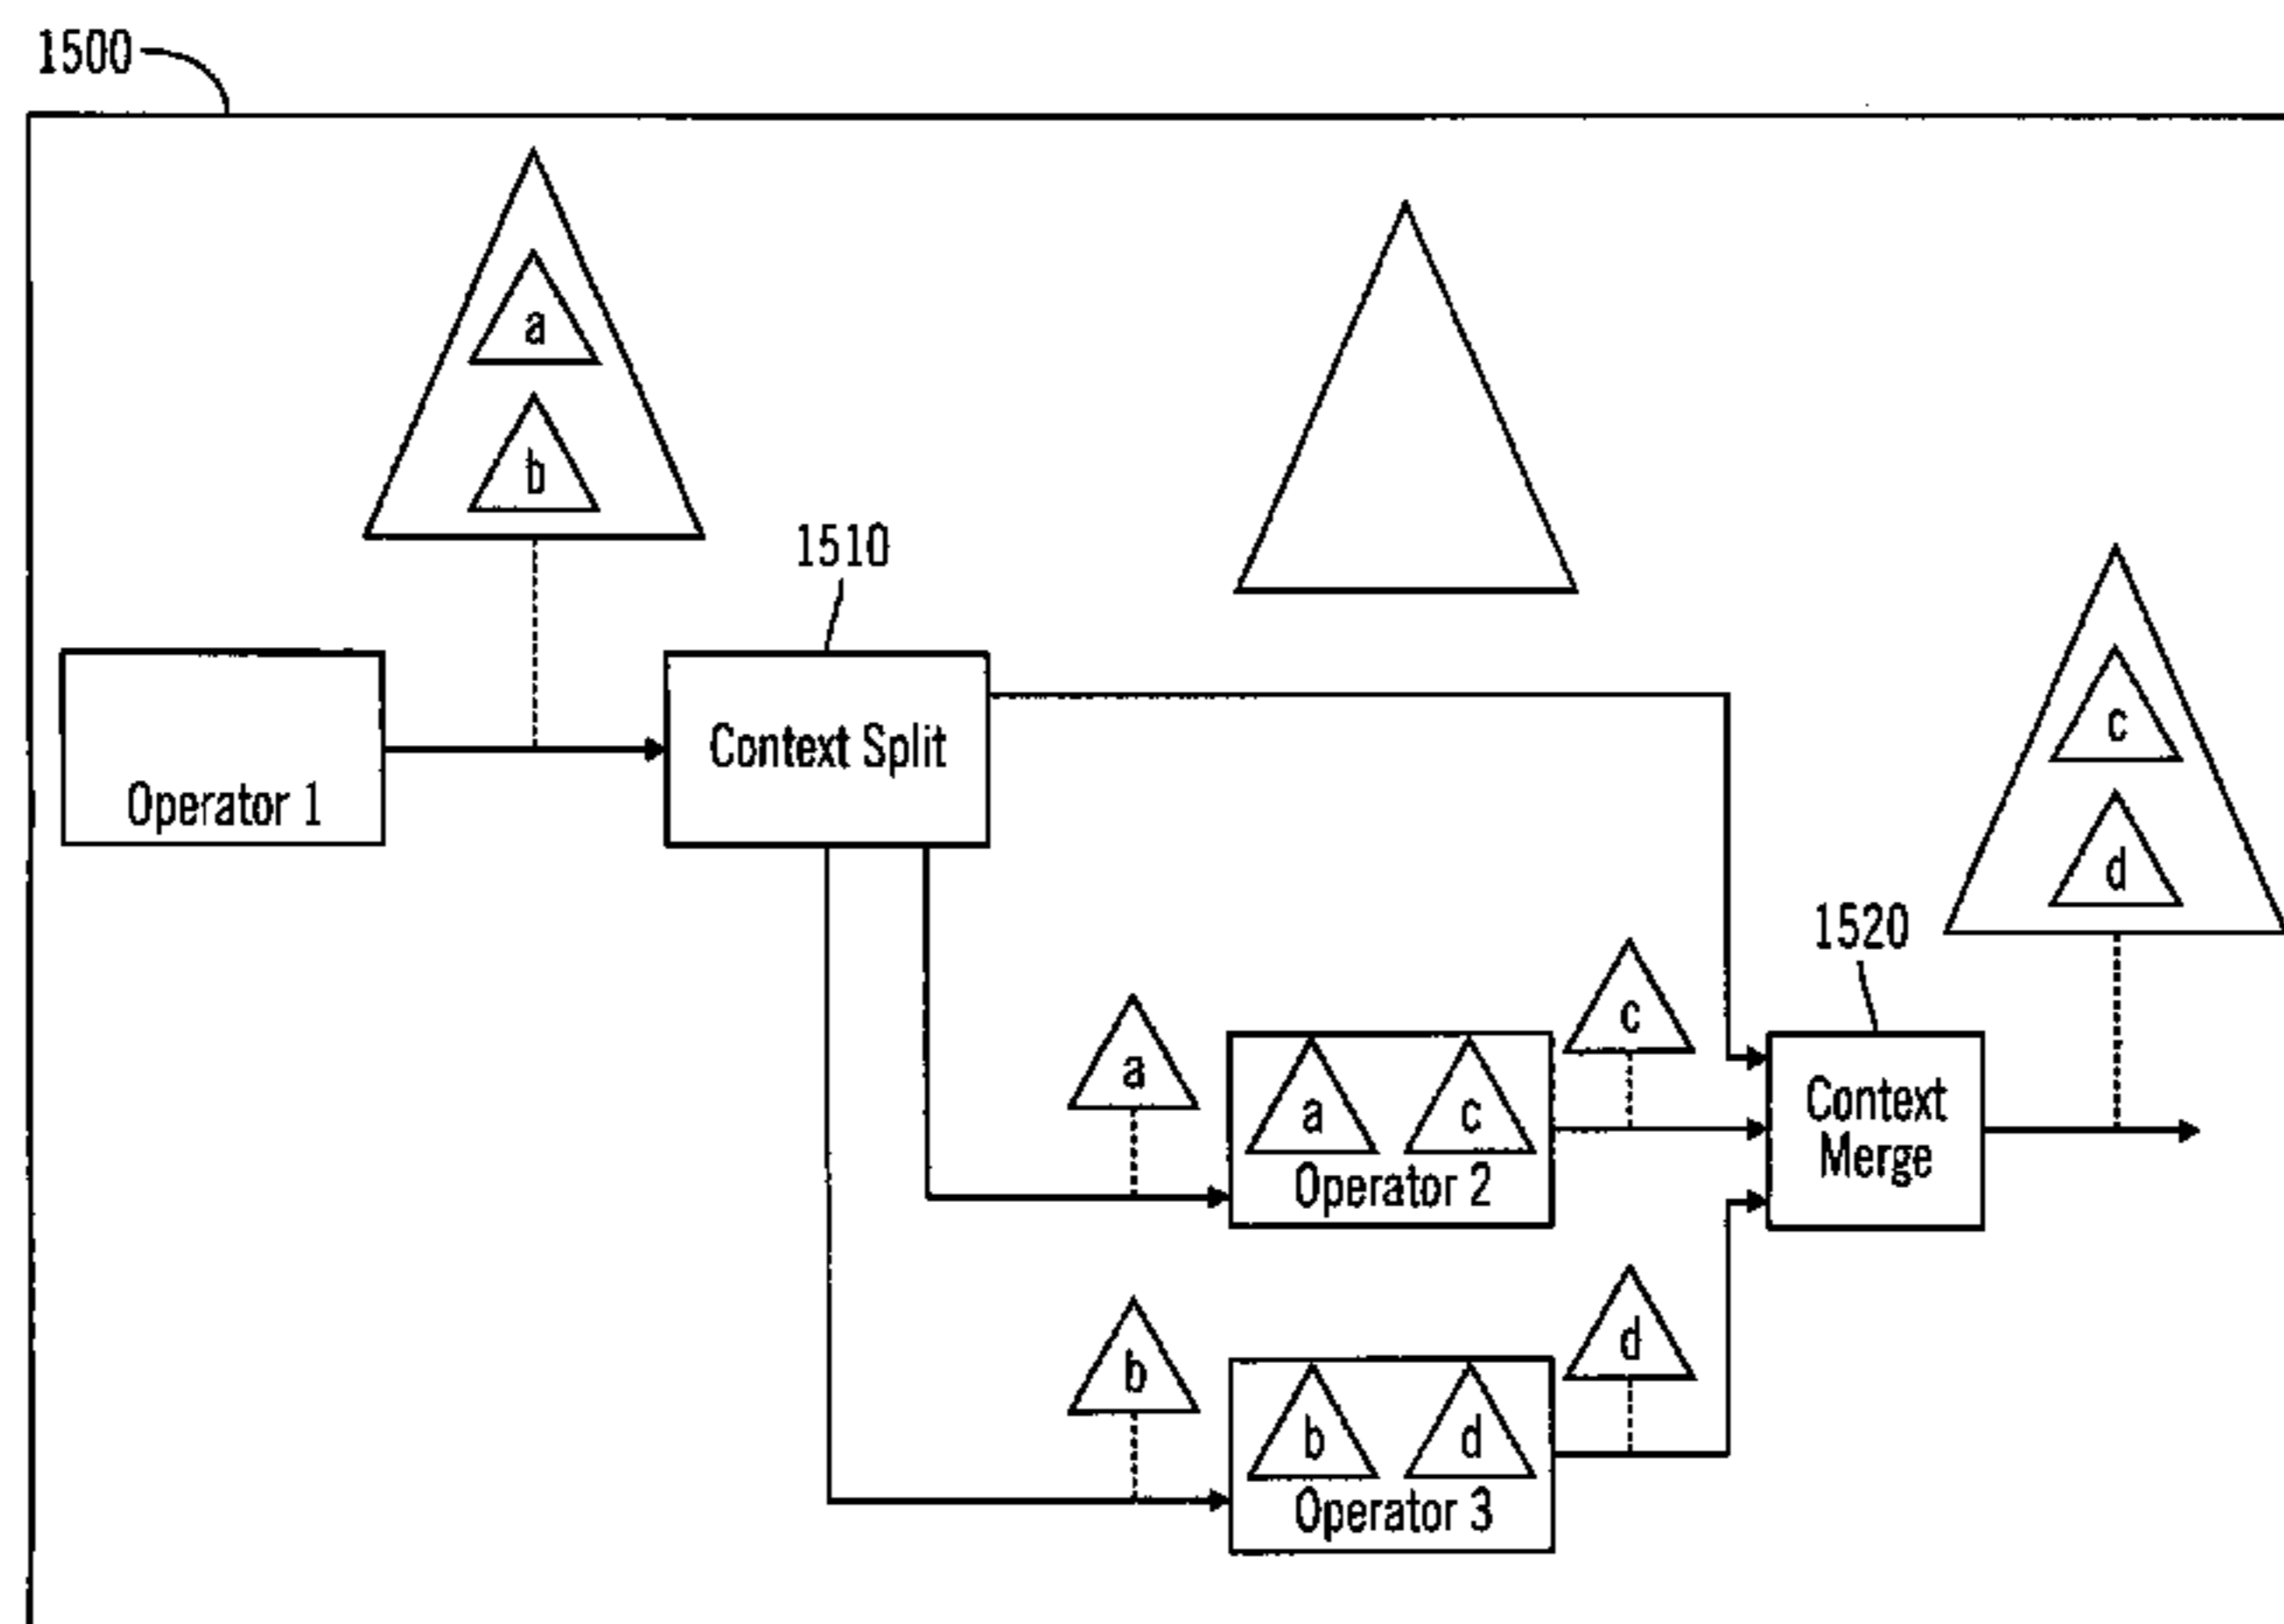 1500
a
b
1510
Operator 1
Context Split
c
d
1520
a
c
a
c
Operator 2
Context
Merge
b
d
b
d
Operator 3